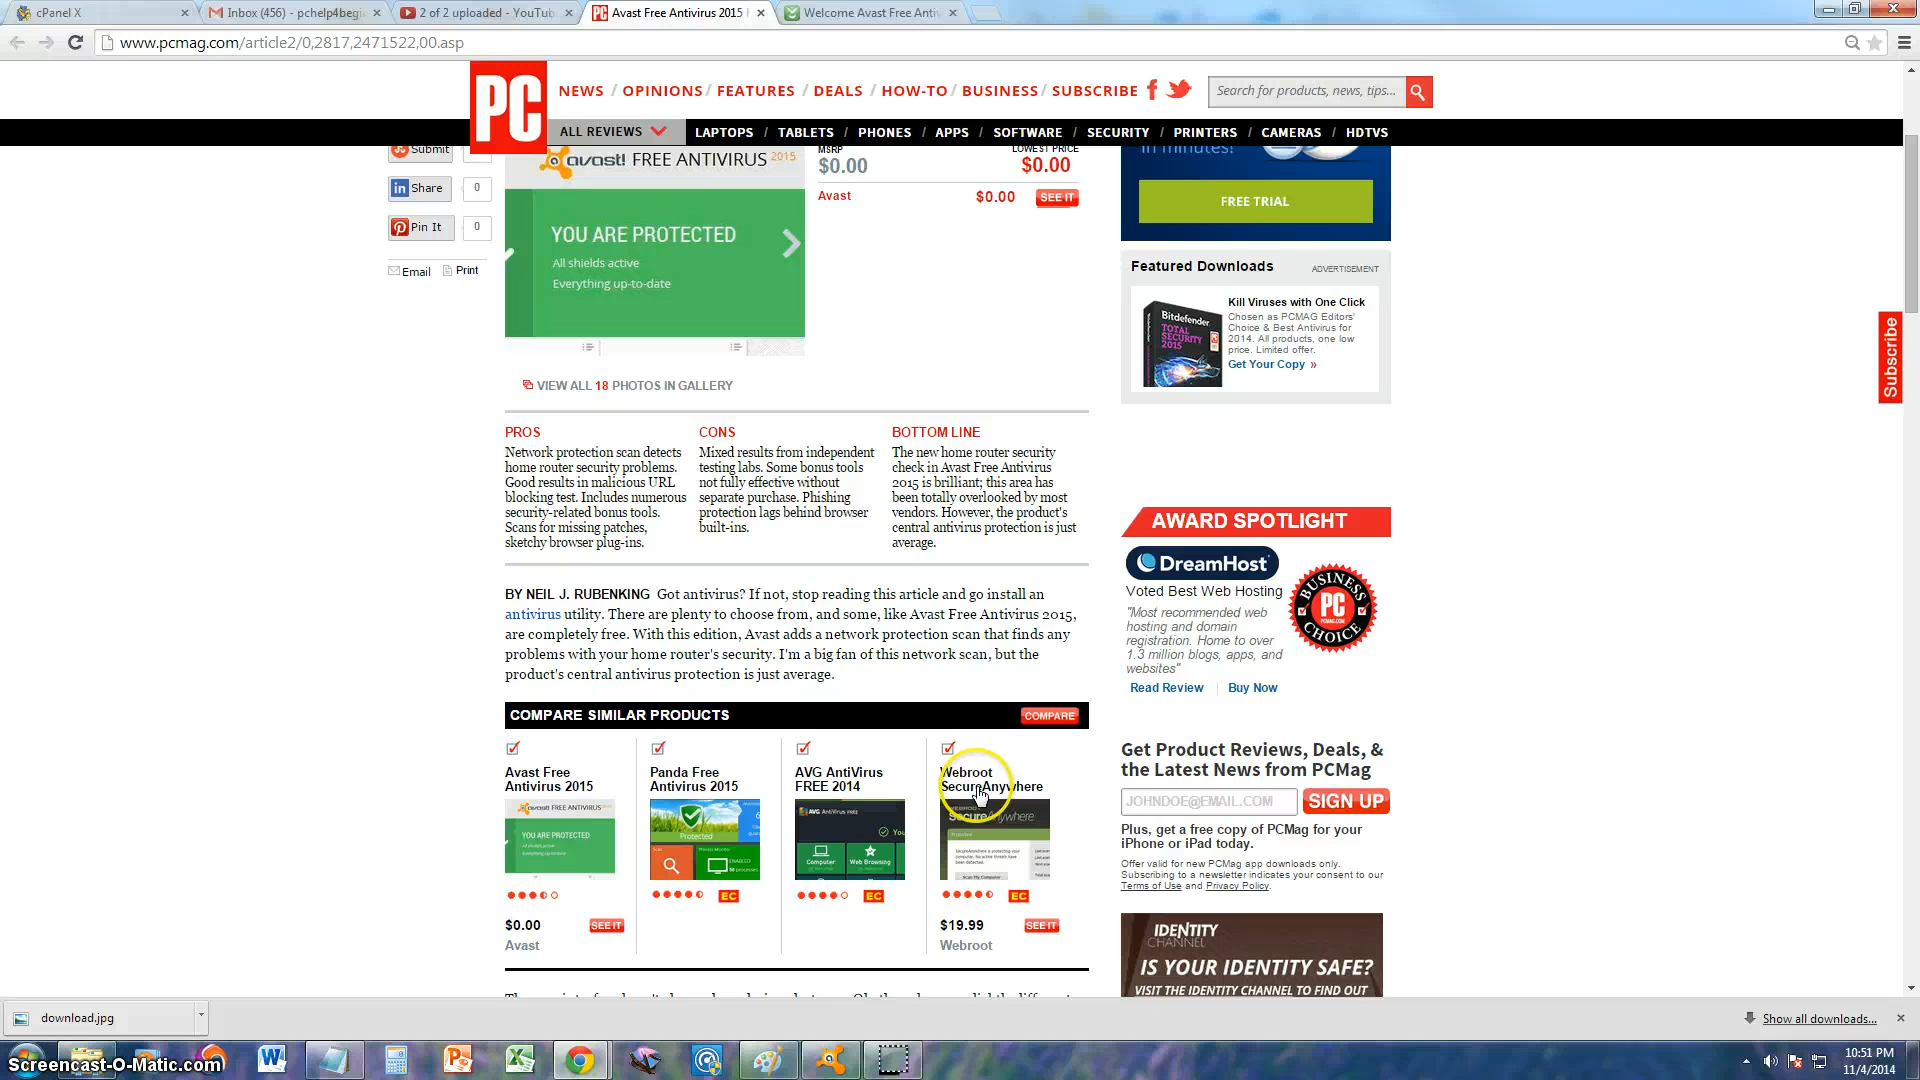 cPanel X
Inbox (456) - pchelp4begi
2 of 2 uploaded - YouTub
Avast Free Antivirus 2015
Welcome Avast Free Anti
www.pcmag.com/article2/0,2817,2471522,00.asp
PC
NEWS / OPINIONS / FEATURES / DEALS / HOW-TO / BUSINESS / SUBSCRIBE
Search for products, news, tips...
ALL REVIEWS
LAPTOPS / TABLETS / PHONES / APPS / SOFTWARE / SECURITY / PRINTERS / CAMERAS / HDTVS
Submit
Share 0
Pin It 0
Email Print
avast! FREE ANTIVIRUS 2015
YOU ARE PROTECTED
All shields active
Everything up-to-date
MSRP
$0.00
LOWEST PRICE
$0.00
Avast $0.00 SEE IT
VIEW ALL 18 PHOTOS IN GALLERY
in minutes!
FREE TRIAL
Featured Downloads ADVERTISEMENT
Bitdefender
TOTAL
SECURITY
2015
Kill Viruses with One Click
Chosen as PCMAG Editors'
Choice & Best Antivirus for
2014. All products, one low
price. Limited offer.
Get Your Copy »
Subscribe
PROS
Network protection scan detects
home router security problems.
Good results in malicious URL
blocking test. Includes numerous
security-related bonus tools.
Scans for missing patches,
sketchy browser plug-ins.
CONS
Mixed results from independent
testing labs. Some bonus tools
not fully effective without
separate purchase. Phishing
protection lags behind browser
built-ins.
BOTTOM LINE
The new home router security
check in Avast Free Antivirus
2015 is brilliant; this area has
been totally overlooked by most
vendors. However, the product's
central antivirus protection is just
average.
BY NEIL J. RUBENKING Got antivirus? If not, stop reading this article and go install an
antivirus utility. There are plenty to choose from, and some, like Avast Free Antivirus 2015,
are completely free. With this edition, Avast adds a network protection scan that finds any
problems with your home router's security. I'm a big fan of this network scan, but the
product's central antivirus protection is just average.
AWARD SPOTLIGHT
DreamHost
Voted Best Web Hosting
"Most recommended web
hosting and domain
registration. Home to over
1.3 million blogs, apps, and
websites"
BUSINESS
PC
PCMAG.COM
CHOICE
Read Review Buy Now
COMPARE SIMILAR PRODUCTS COMPARE
Avast Free
Antivirus 2015
avast! FREE ANTIVIRUS
YOU ARE PROTECTED
$0.00 SEE IT
Avast
Panda Free
Antivirus 2015
Protected
EC
AVG AntiVirus
FREE 2014
AVG AntiVirus FREE
You
Computer
Web Browsing
EC
Webroot
SecureAnywhere
SecureAnywhere
Scan My Computer
EC
$19.99 SEE IT
Webroot
Get Product Reviews, Deals, &
the Latest News from PCMag
JOHNDOE@EMAIL.COM SIGN UP
Plus, get a free copy of PCMag for your
iPhone or iPad today.
Offer valid for new PCMag app downloads only.
Subscribing to a newsletter indicates your consent to our
Terms of Use and Privacy Policy.
IDENTITY
CHANNEL
IS YOUR IDENTITY SAFE?
VISIT THE IDENTITY CHANNEL TO FIND OUT
download.jpg
Show all downloads...
Screencast-O-Matic.com
10:51 PM
11/4/2014